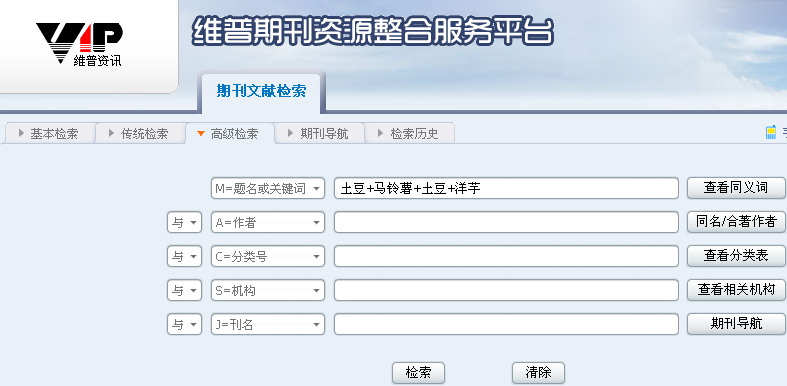 VIP
维普资讯
维普期刊资源整合服务平台
期刊文献检索
基本检索 传统检索 高级检索 期刊导航 检索历史
M=题名或关键词 土豆+马铃薯+土豆+洋芋 查看同义词
与 A=作者 同名/合著作者
与 C=分类号 查看分类表
与 S=机构 查看相关机构
与 J=刊名 期刊导航
检索 清除